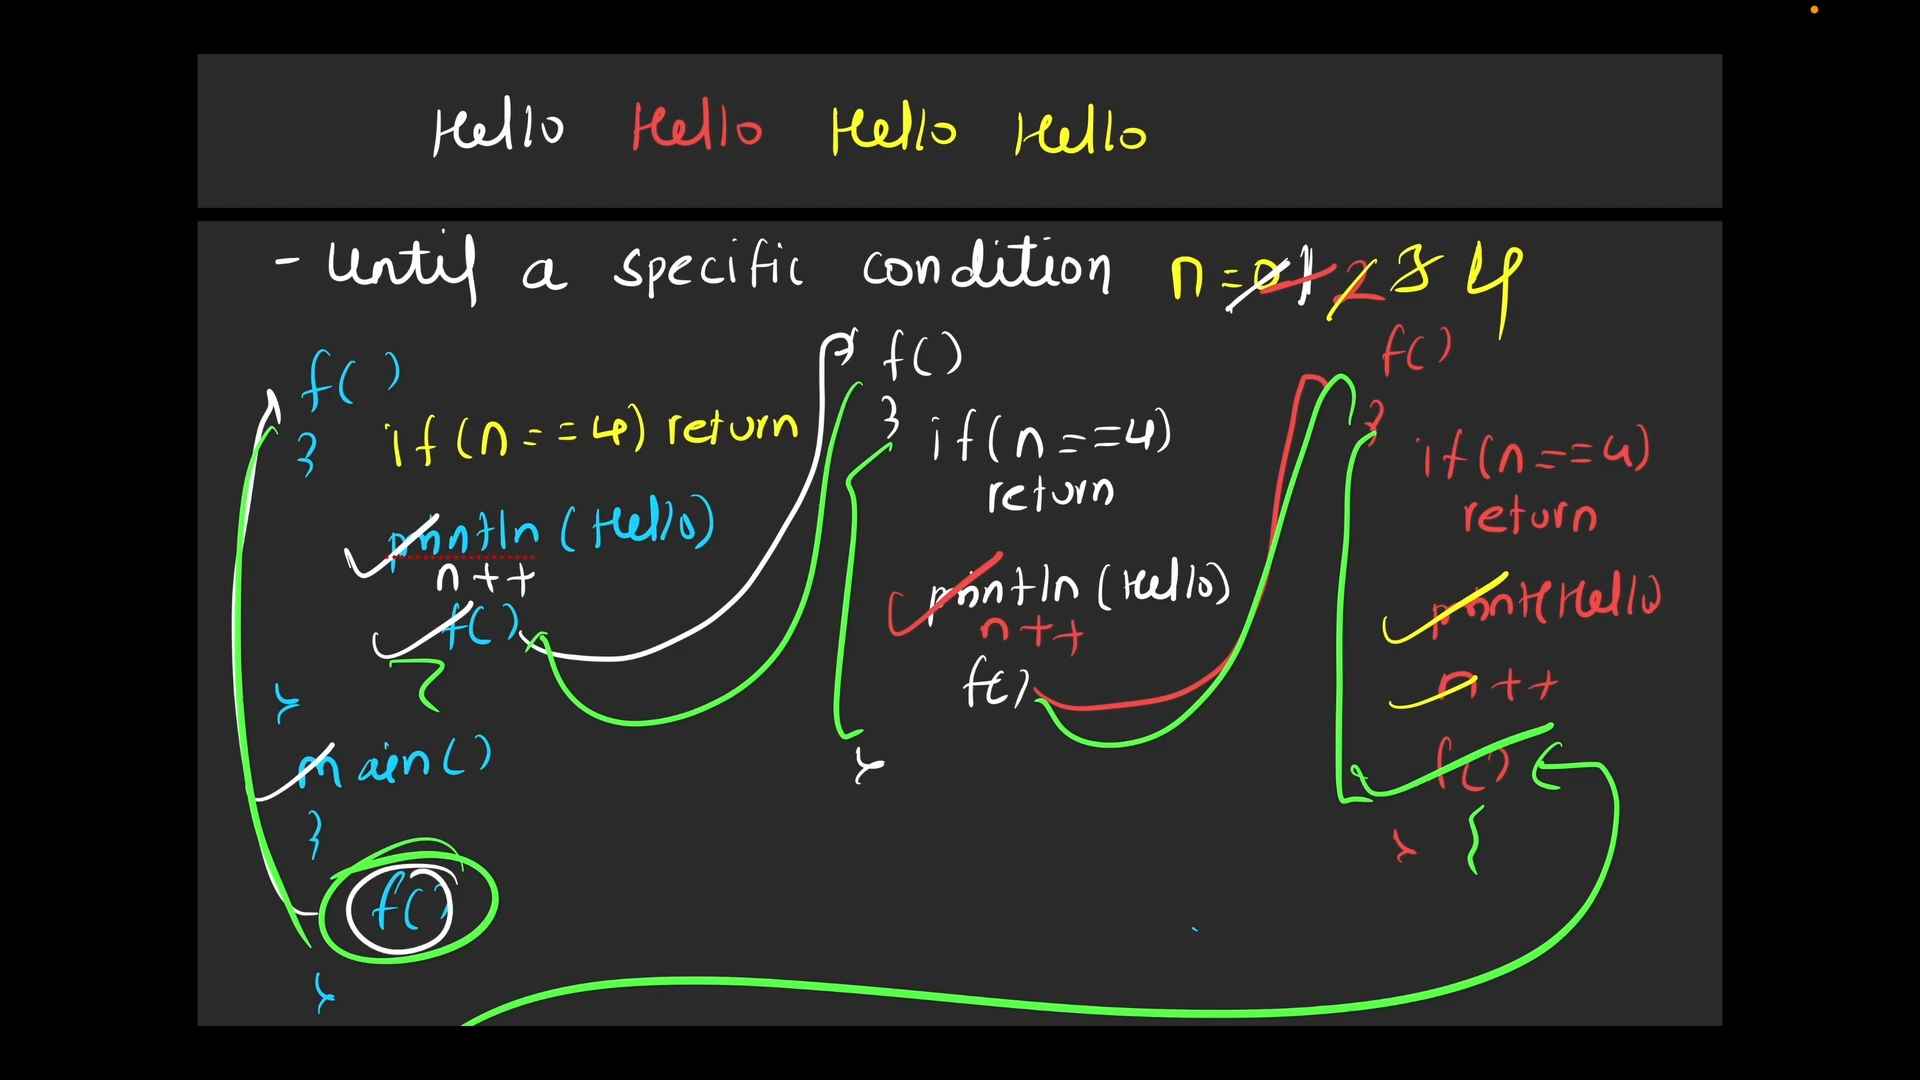 Hello Hello Hello Hello
- Until a specific condition n = 0 1 2 3 4
f()
{ if (n == 4) return
println (Hello)
n++
f()
}
}
main()
{
f()
}
f()
{ if (n == 4)
return
println (Hello)
n++
f()
}
f()
{
if (n == 4)
return
print(Hello)
n++
f()
}
}